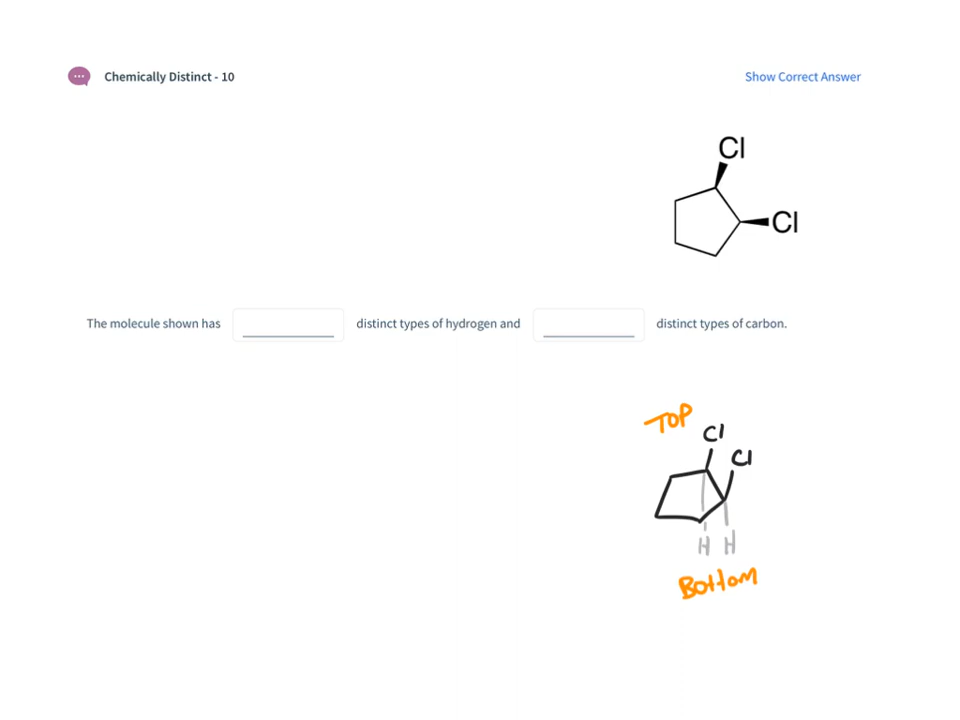 Chemically Distinct - 10
Show Correct Answer
Cl
Cl
The molecule shown has distinct types of hydrogen and distinct types of carbon.
TOP
Cl
Cl
H H
Bottom